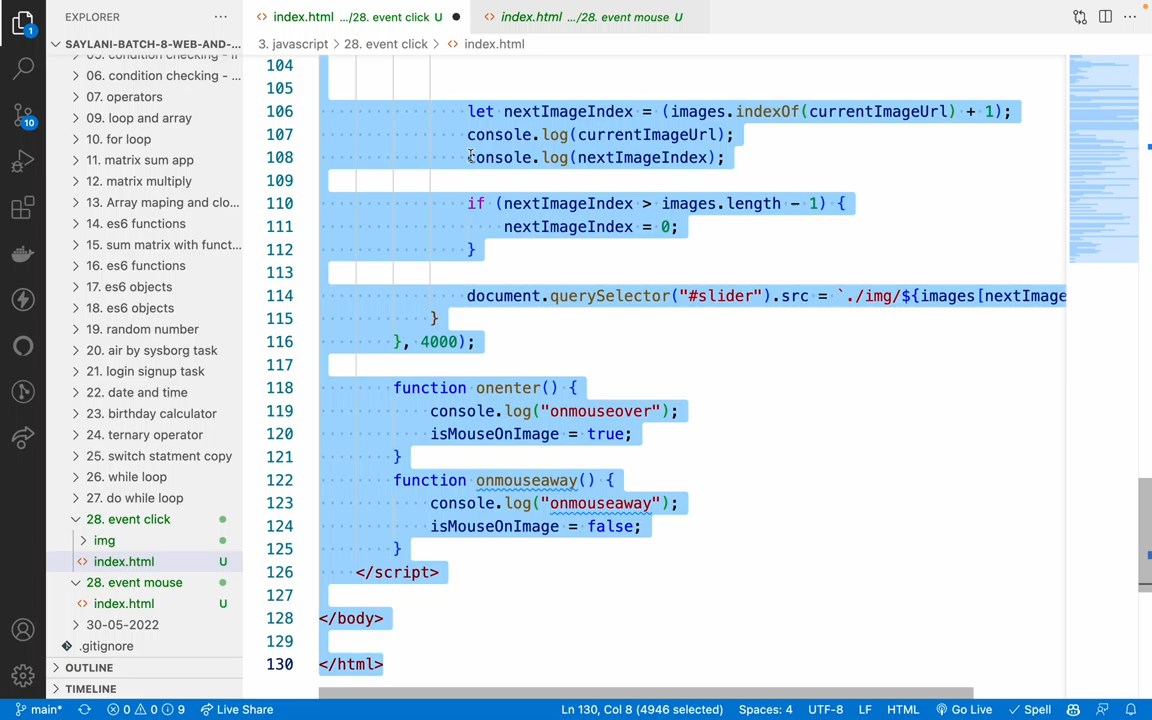 EXPLORER
index.html .../28. event click U
index.html .../28. event mouse U
1
SAYLANI-BATCH-8-WEB-AND-...
3. javascript > 28. event click > index.html
06. condition checking - ...
07. operators
09. loop and array
10. for loop
11. matrix sum app
12. matrix multiply
13. Array maping and clo...
14. es6 functions
15. sum matrix with funct...
16. es6 functions
17. es6 objects
18. es6 objects
19. random number
20. air by sysborg task
21. login signup task
22. date and time
23. birthday calculator
24. ternary operator
25. switch statment copy
26. while loop
27. do while loop
28. event click
img
index.html U
28. event mouse
index.html U
30-05-2022
.gitignore
OUTLINE
TIMELINE
10
104
105
106 let nextImageIndex = (images.indexOf(currentImageUrl) + 1);
107 console.log(currentImageUrl);
108 console.log(nextImageIndex);
109
110 if (nextImageIndex > images.length - 1) {
111 nextImageIndex = 0;
112 }
113
114 document.querySelector("#slider").src = `./img/${images[nextImage
115 }
116 }, 4000);
117
118 function onenter() {
119 console.log("onmouseover");
120 isMouseOnImage = true;
121 }
122 function onmouseaway() {
123 console.log("onmouseaway");
124 isMouseOnImage = false;
125 }
126 </script>
127
128 </body>
129
130 </html>
main* 0 0 9 Live Share Ln 130, Col 8 (4946 selected) Spaces: 4 UTF-8 LF HTML Go Live Spell